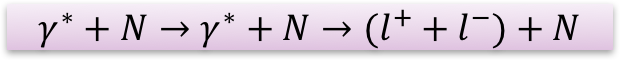 γ* + N → γ* + N → (l⁺ + l⁻) + N